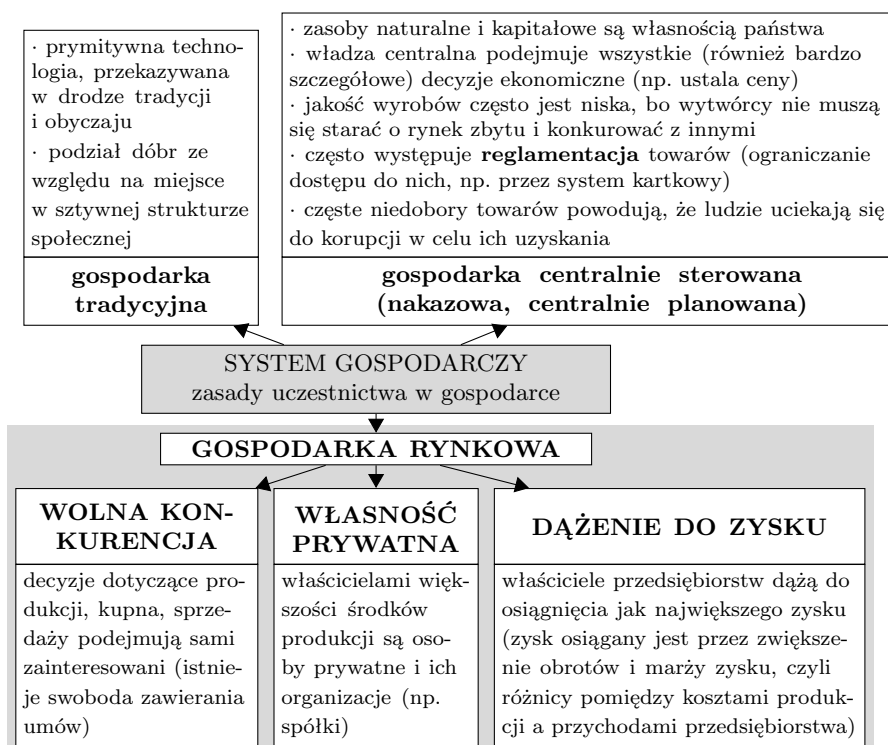 · prymitywna techno-
logia, przekazywana
w drodze tradycji
i obyczaju
· podział dóbr ze
względu na miejsce
w sztywnej strukturze
społecznej
gospodarka
tradycyjna
· zasoby naturalne i kapitałowe są własnością państwa
· władza centralna podejmuje wszystkie (również bardzo
szczegółowe) decyzje ekonomiczne (np. ustala ceny)
· jakość wyrobów często jest niska, bo wytwórcy nie muszą
się starać o rynek zbytu i konkurować z innymi
· często występuje reglamentacja towarów (ograniczanie
dostępu do nich, np. przez system kartkowy)
· częste niedobory towarów powodują, że ludzie uciekają się
do korupcji w celu ich uzyskania
gospodarka centralnie sterowana
(nakazowa, centralnie planowana)
SYSTEM GOSPODARCZY
zasady uczestnictwa w gospodarce
GOSPODARKA RYNKOWA
WOLNA KON-
KURENCJA
decyzje dotyczące pro-
dukcji, kupna, sprze-
daży podejmują sami
zainteresowani (istnie-
je swoboda zawierania
umów)
WŁASNOŚĆ
PRYWATNA
właścicielami więk-
szości środków
produkcji są oso-
by prywatne i ich
organizacje (np.
spółki)
DĄŻENIE DO ZYSKU
właściciele przedsiębiorstw dążą do
osiągnięcia jak największego zysku
(zysk osiągany jest przez zwiększe-
nie obrotów i marży zysku, czyli
różnicy pomiędzy kosztami produk-
cji a przychodami przedsiębiorstwa)